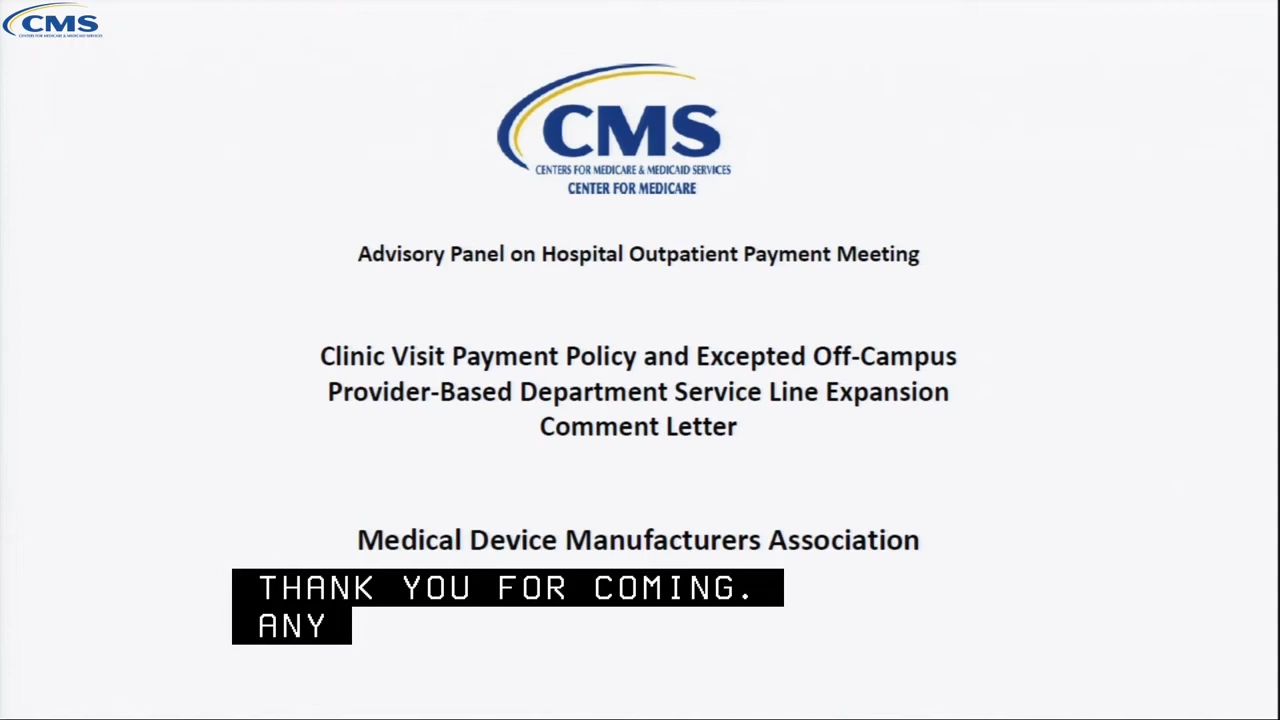 CMS
CENTERS FOR MEDICARE & MEDICAID SERVICES
CMS
CENTERS FOR MEDICARE & MEDICAID SERVICES
CENTER FOR MEDICARE
Advisory Panel on Hospital Outpatient Payment Meeting
Clinic Visit Payment Policy and Excepted Off-Campus
Provider-Based Department Service Line Expansion
Comment Letter
Medical Device Manufacturers Association
THANK YOU FOR COMING.
ANY